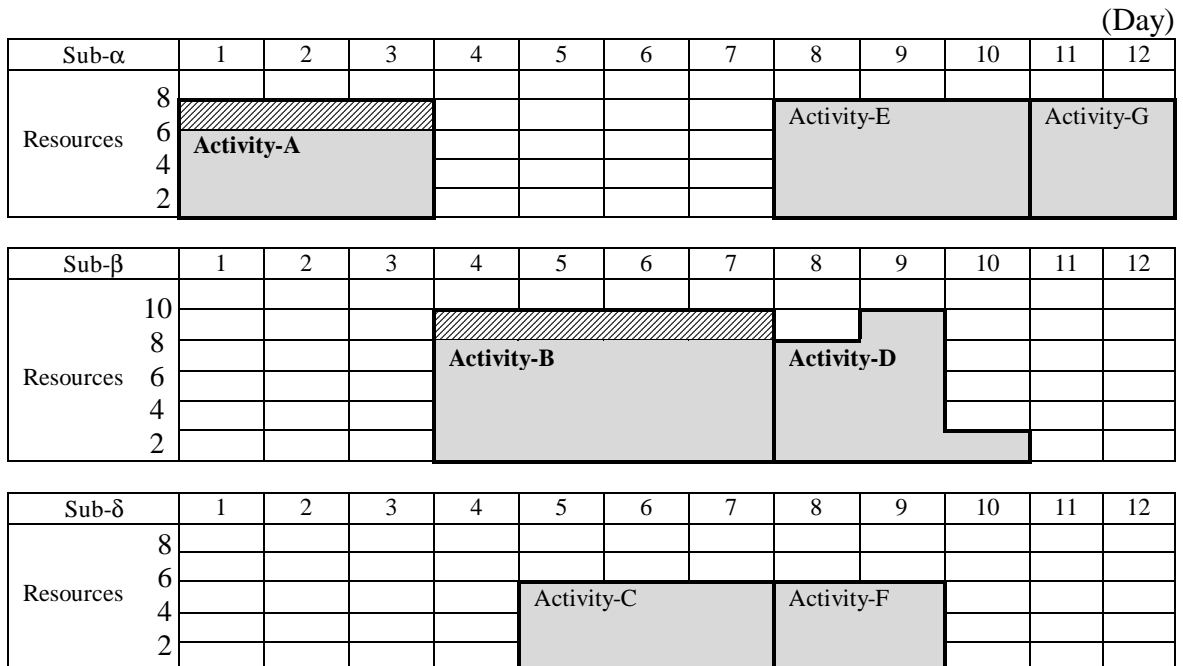 (Day)
Sub-α 1 2 3 4 5 6 7 8 9 10 11 12
8
Activity-E Activity-G
Resources 6
Activity-A
4
2
Sub-β 1 2 3 4 5 6 7 8 9 10 11 12
10
8
Activity-B Activity-D
Resources 6
4
2
Sub-δ 1 2 3 4 5 6 7 8 9 10 11 12
8
6
Resources Activity-C Activity-F
4
2